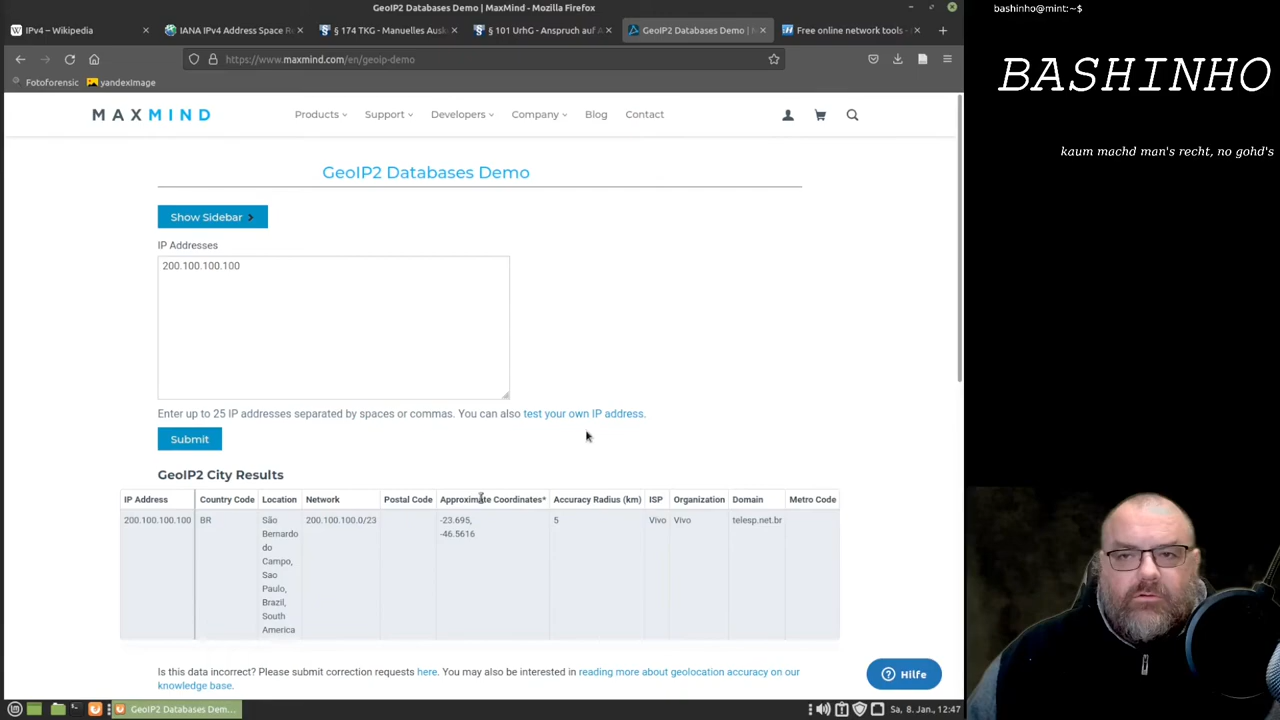 GeoIP2 Databases Demo | MaxMind - Mozilla Firefox
IPv4 – Wikipedia
IANA IPv4 Address Space R
§ 174 TKG - Manuelles Ausk
§ 101 UrhG - Anspruch auf A
GeoIP2 Databases Demo | M
Free online network tools -
https://www.maxmind.com/en/geoip-demo
Fotoforensic
yandexImage
MAXMIND
Products
Support
Developers
Company
Blog
Contact
GeoIP2 Databases Demo
Show Sidebar
IP Addresses
200.100.100.100
Enter up to 25 IP addresses separated by spaces or commas. You can also test your own IP address.
Submit
GeoIP2 City Results
IP Address Country Code Location Network Postal Code Approximate Coordinates* Accuracy Radius (km) ISP Organization Domain Metro Code
200.100.100.100 BR São 200.100.100.0/23 -23.695, 5 Vivo Vivo telesp.net.br
Bernardo -46.5616
do
Campo,
Sao
Paulo,
Brazil,
South
America
Is this data incorrect? Please submit correction requests here. You may also be interested in reading more about geolocation accuracy on our
knowledge base.
Hilfe
GeoIP2 Databases Dem...
Sa, 8. Jan., 12:47
bashinho@mint:~$
BASHINHO
kaum machd man's recht, no gohd's